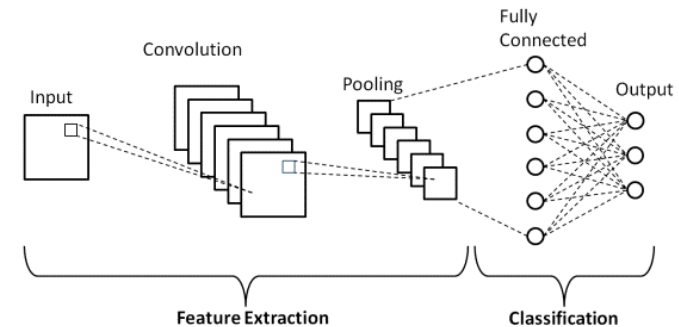 Fully
Connected
Convolution
Pooling
Input
Output
Feature Extraction
Classification